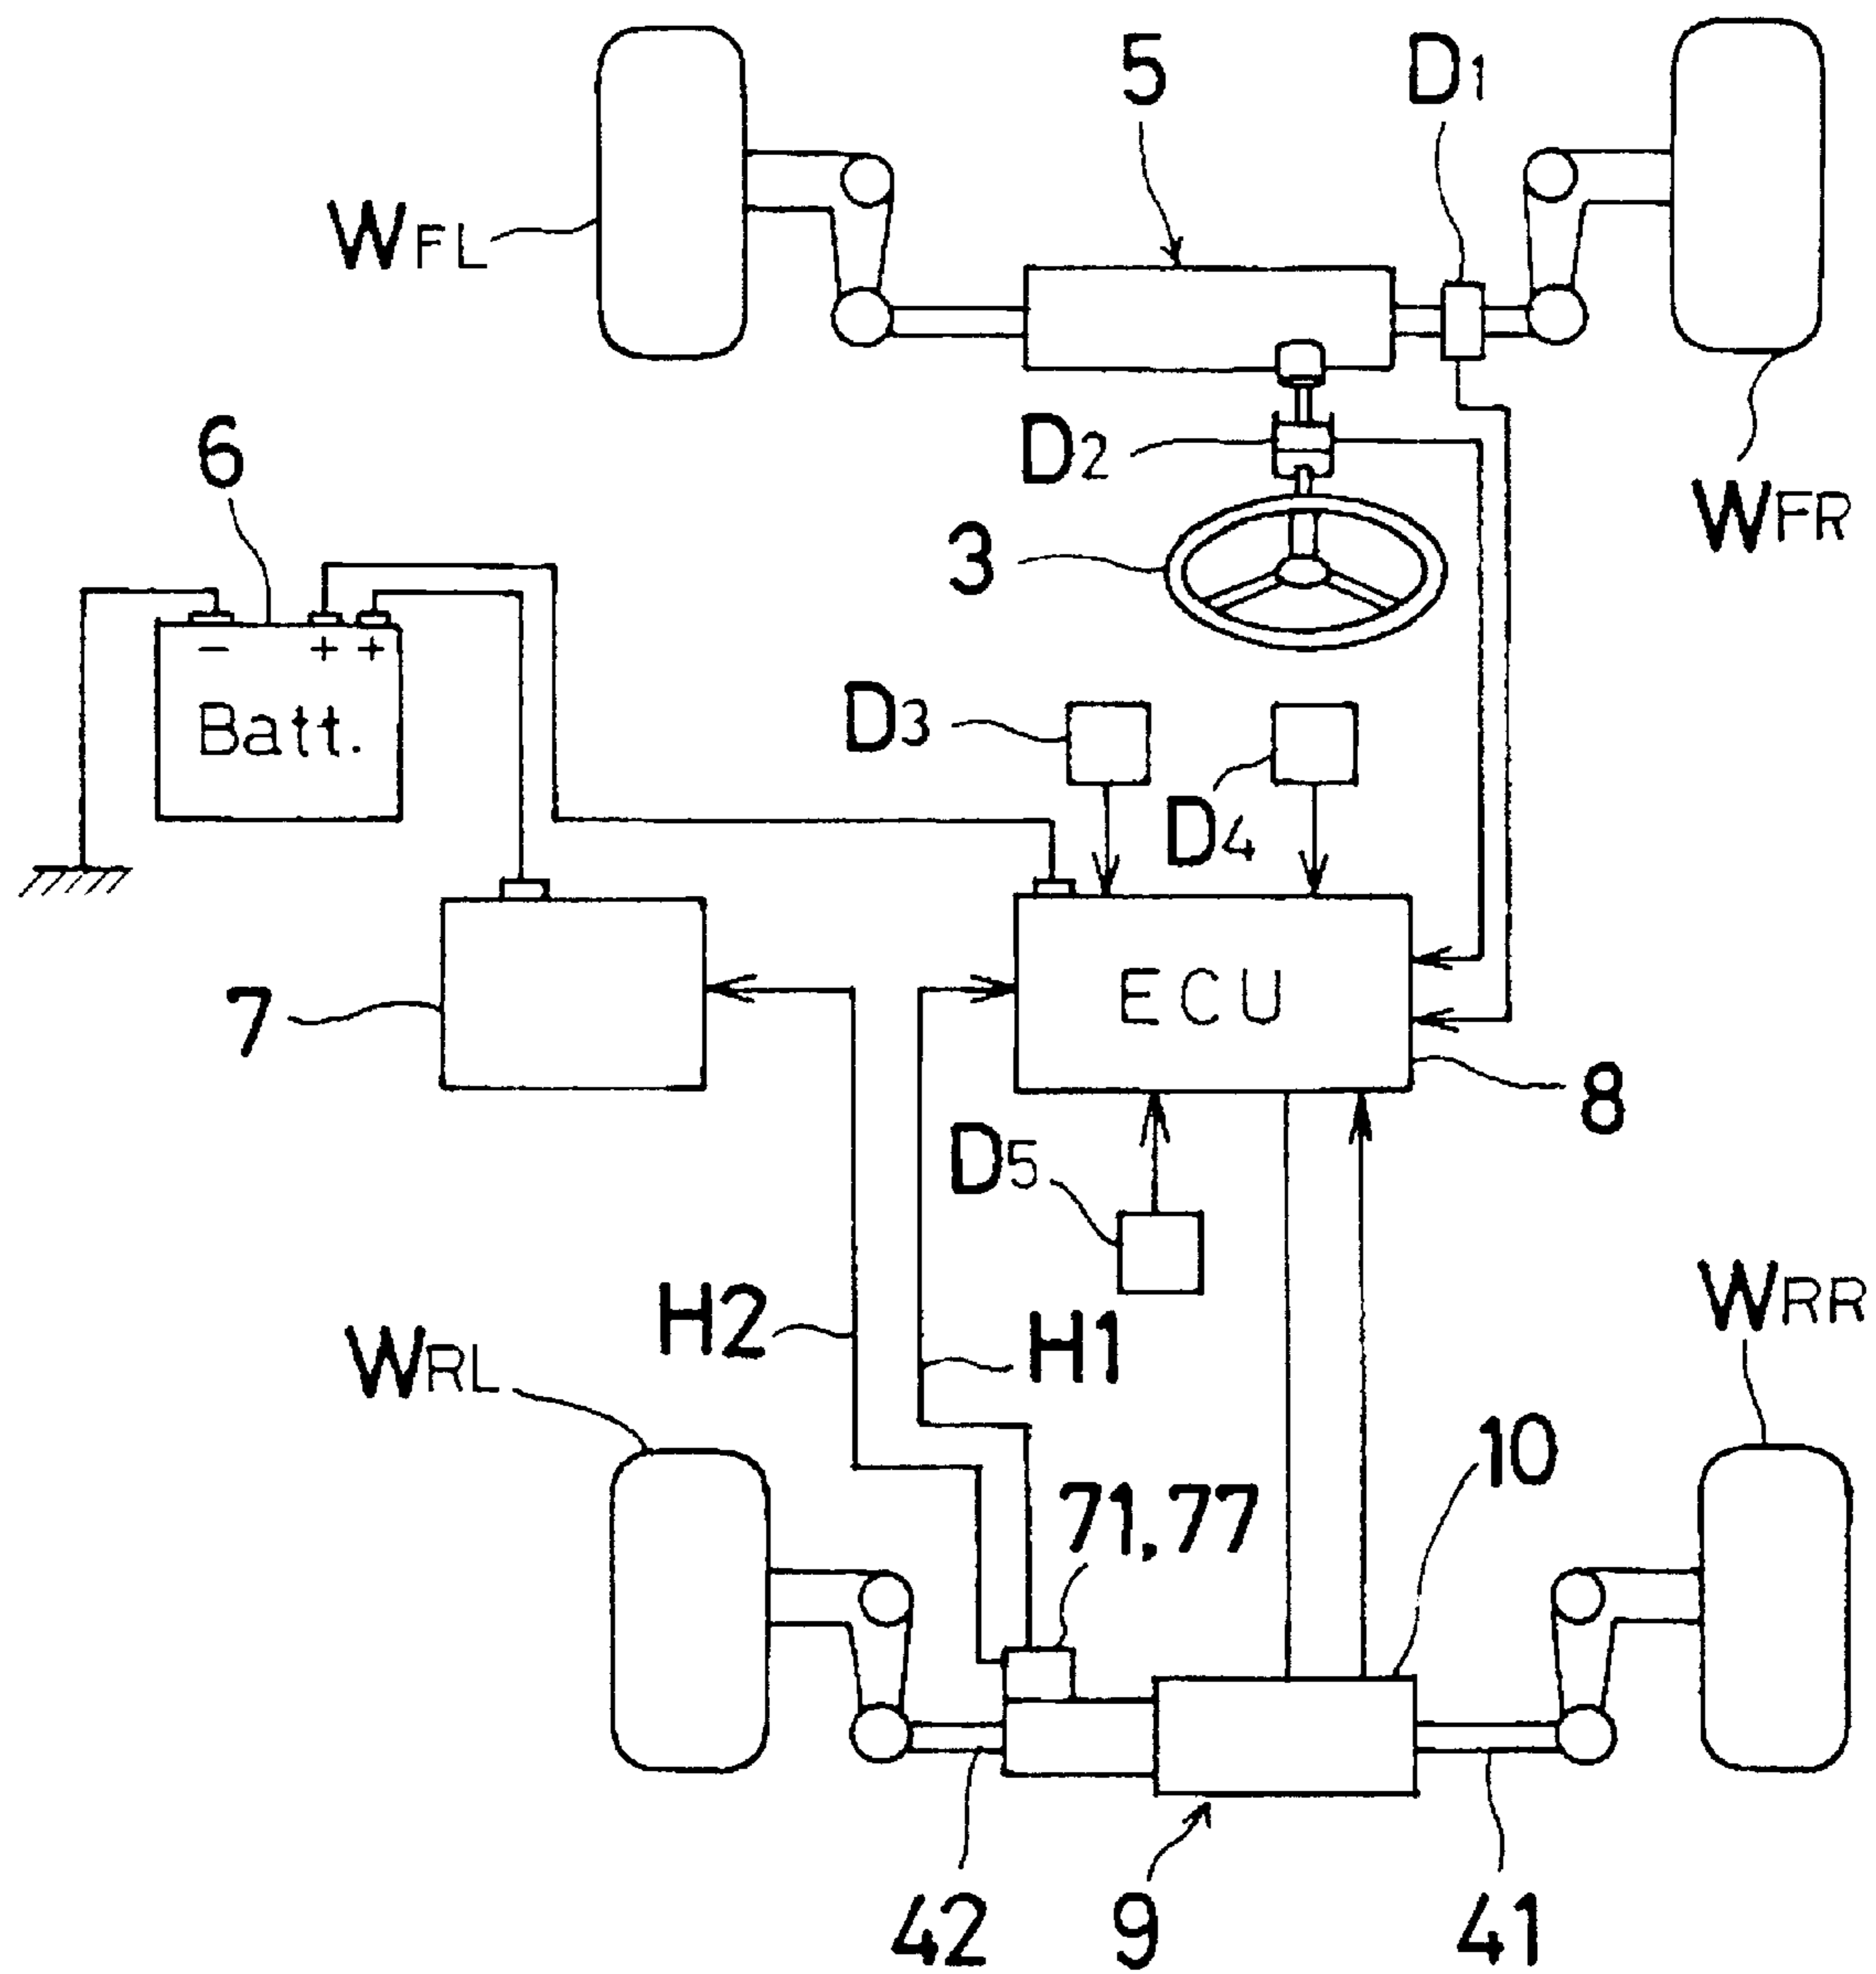 5 D1
WFL
6 D2
WFR
3
− + +
Batt.
D3
D4
7 ECU
8
D5
H2 H1 WRR
WRL
10
71,77
42 9 41